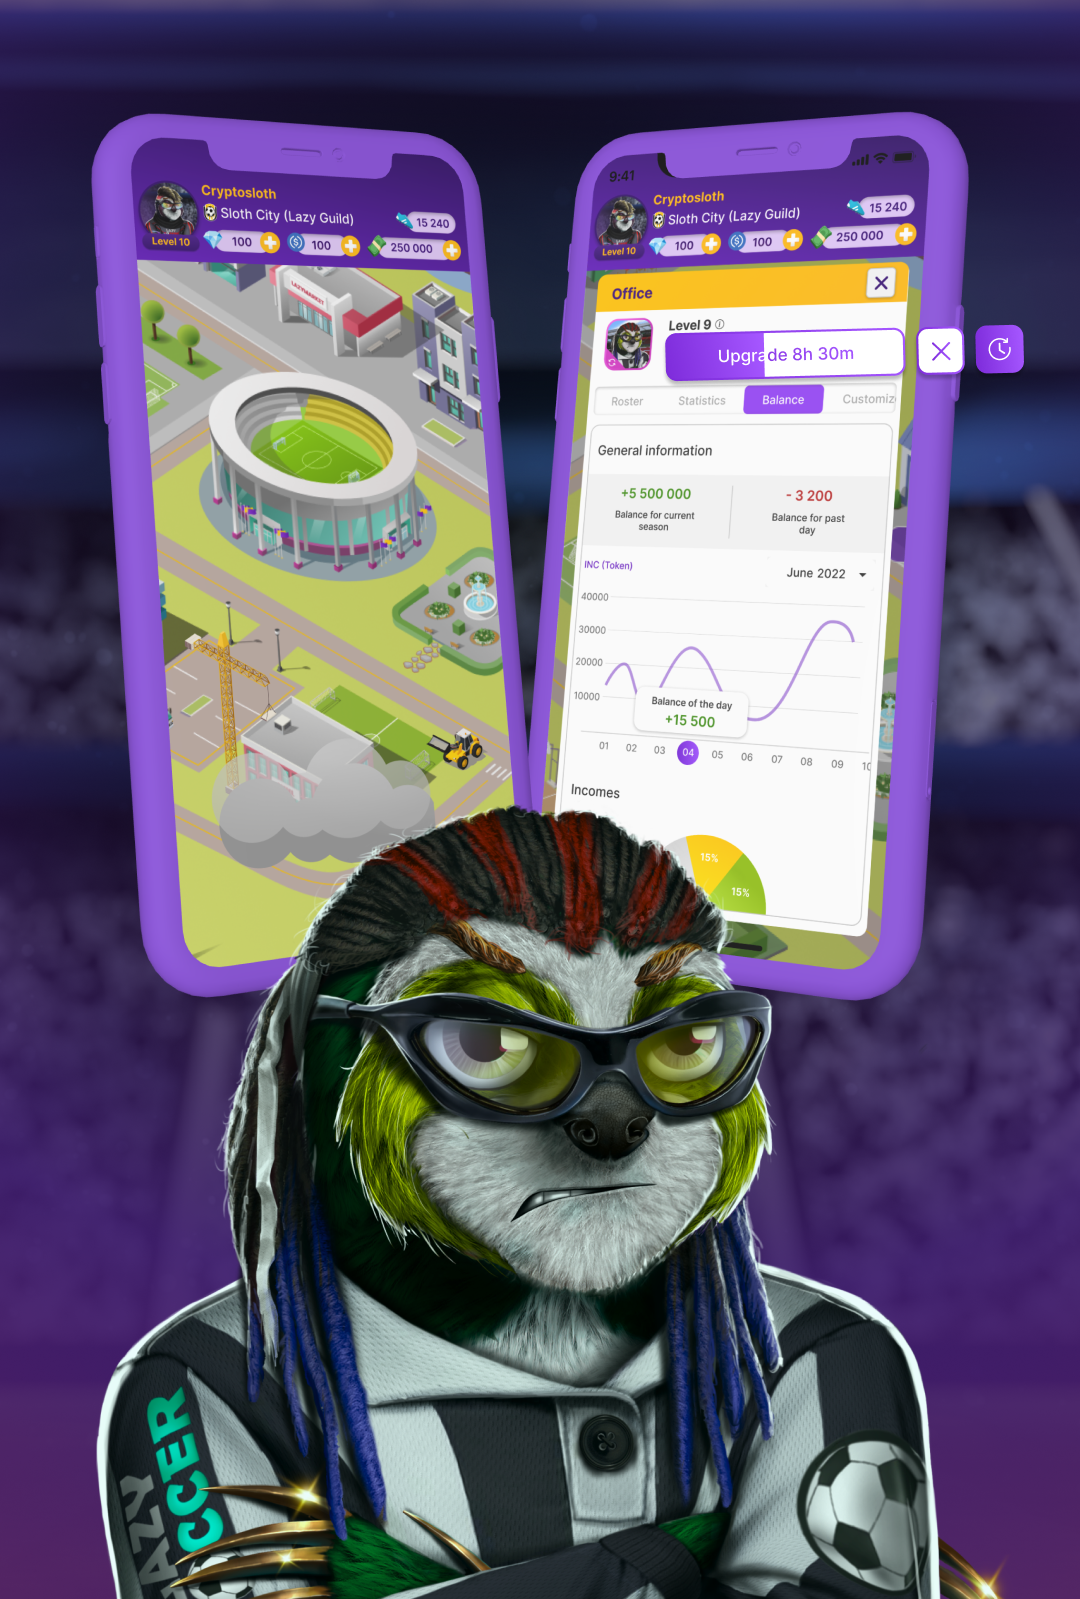 Cryptosloth
Sloth City (Lazy Guild)
15 240
Level 10
100
100
250 000
LAZYMARKET
9:41
Cryptosloth
Sloth City (Lazy Guild)
15 240
Level 10
100
100
250 000
Office
Level 9
Upgrade 8h 30m
Roster
Statistics
Balance
Customiz
General information
+5 500 000
- 3 200
Balance for current
season
Balance for past
day
INC (Token)
June 2022
40000
30000
20000
10000
Balance of the day
+15 500
01 02 03 04 05 06 07 08 09 10
Incomes
15%
15%
LAZY
SOCCER